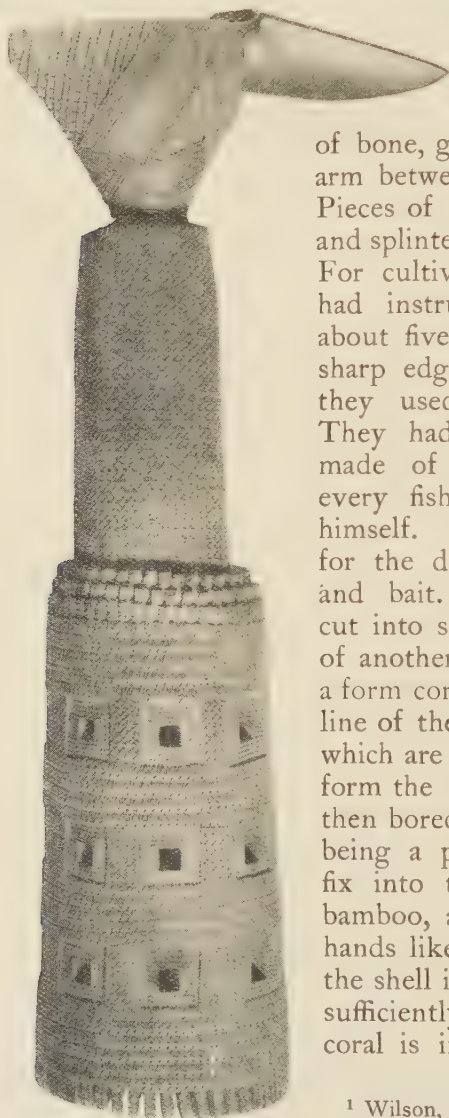 of bone, g
arm betwe
Pieces of
and splinte
For cultiv
had instru
about five
sharp edg
they used
They had
made of
every fish
himself.
for the d
and bait.
cut into s
of another
a form con
line of the
which are
form the
then bored
being a p
fix into t
bamboo, a
hands like
the shell i
sufficiently
coral is i
¹ Wilson,